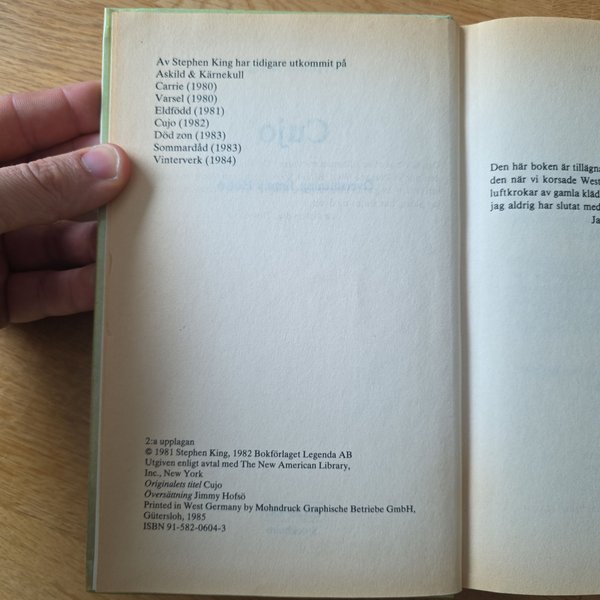 Av Stephen King har tidigare utkommit på
Askild & Kärnekull
Carrie (1980)
Varsel (1980)
Eldfödd (1981)
Cujo (1982)
Död zon (1983)
Sommardåd (1983)
Vinterverk (1984)
2:a upplagan
© 1981 Stephen King, 1982 Bokförlaget Legenda AB
Utgiven enligt avtal med The New American Library,
Inc., New York
Originalets titel Cujo
Översättning Jimmy Hofsö
Printed in West Germany by Mohndruck Graphische Betriebe GmbH,
Gütersloh, 1985
ISBN 91-582-0604-3
Den här boken är tillägn
den när vi korsade West
luftkrokar av gamla kläd
jag aldrig har slutat med
Ja